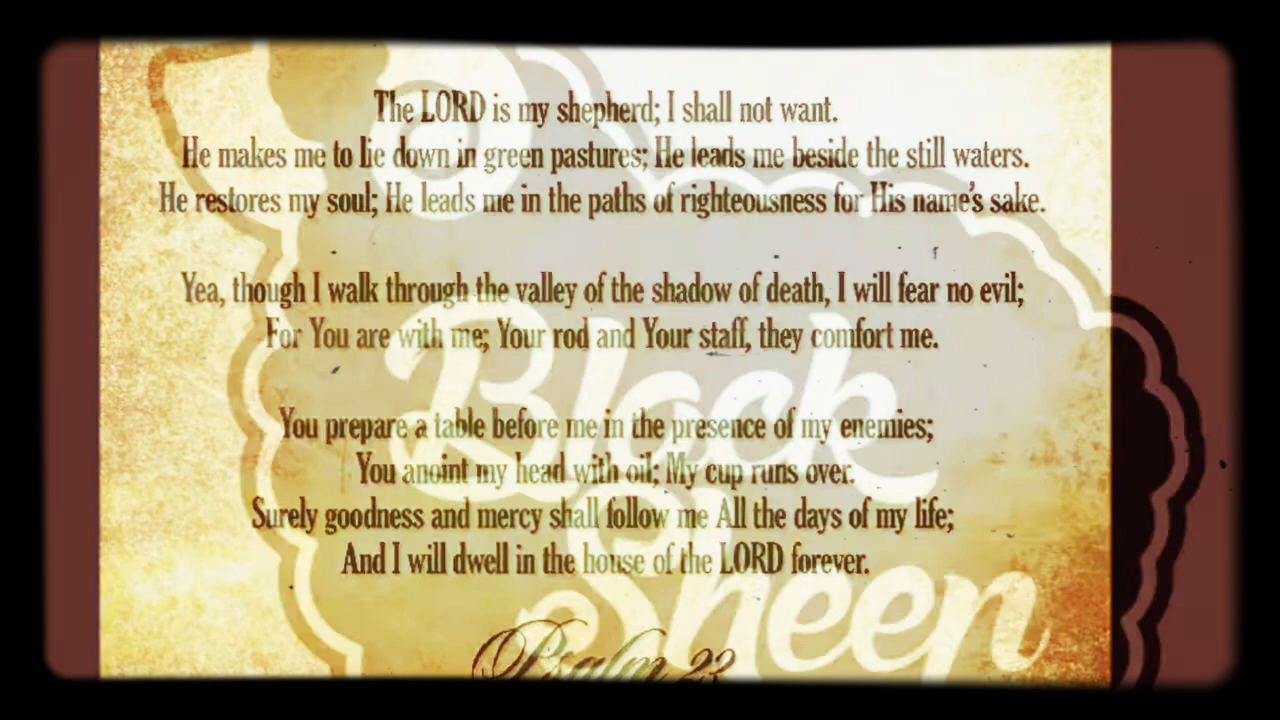 The LORD is my shepherd; I shall not want.
He makes me to lie down in green pastures; He leads me beside the still waters.
He restores my soul; He leads me in the paths of righteousness for His name's sake.
Yea, though I walk through the valley of the shadow of death, I will fear no evil;
For You are with me; Your rod and Your staff, they comfort me.
You prepare a table before me in the presence of my enemies;
You anoint my head with oil; My cup runs over.
Surely goodness and mercy shall follow me All the days of my life;
And I will dwell in the house of the LORD forever.
Psalm 23
Black
Sheep